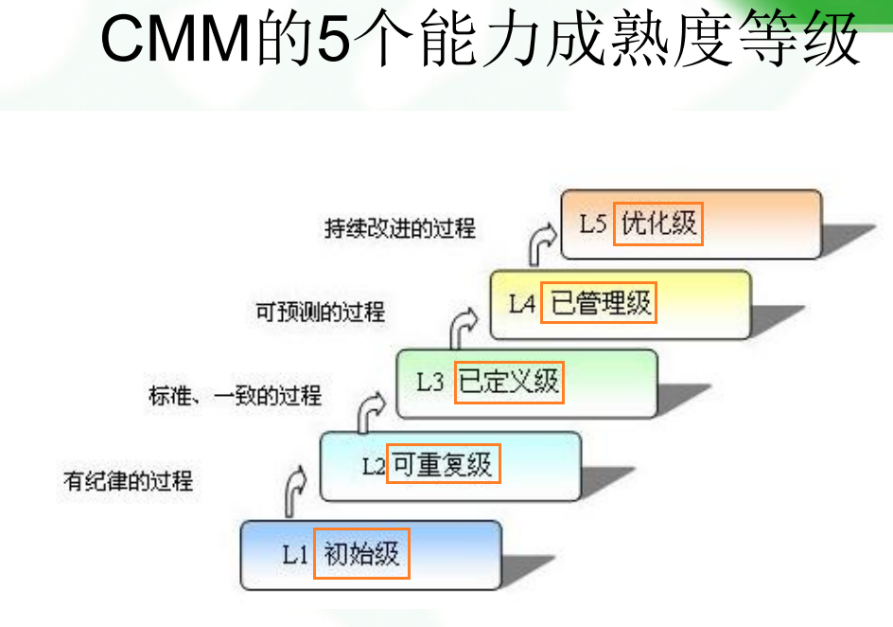 CMM的5个能力成熟度等级
持续改进的过程
L5 优化级
可预测的过程
L4 已管理级
标准、一致的过程
L3 已定义级
有纪律的过程
L2 可重复级
L1 初始级